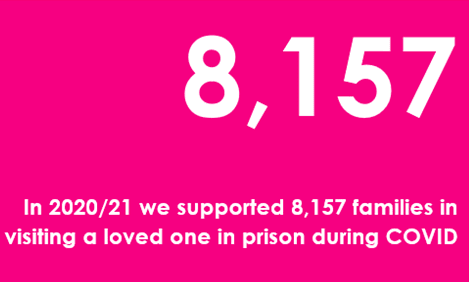 8,157
In 2020/21 we supported 8,157 families in
visiting a loved one in prison during COVID